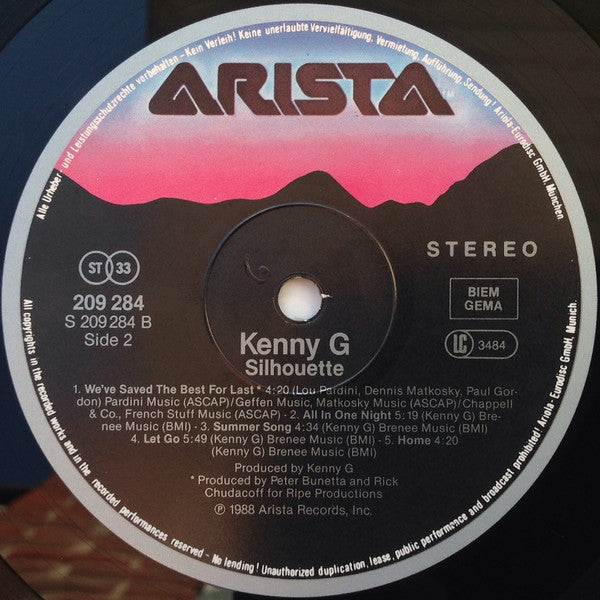 Alle Urheber und Leistungsschutzrechte vorbehalten - Kein Verleih! Keine unerlaubte Vervielfältigung, Vermietung, Aufführung, Sendung! Ariola-Eurodisc GmbH, München.
ARISTA
TM
STEREO
ST 33
BIEM
GEMA
209 284
S 209 284 B
Side 2
LC 3484
Kenny G
Silhouette
1. We've Saved The Best For Last * 4:20 (Lou Pardini, Dennis Matkosky, Paul Gor-
don) Pardini Music (ASCAP)/Geffen Music, Matkosky Music (ASCAP)/Chappell
& Co., French Stuff Music (ASCAP) - 2. All In One Night 5:19 (Kenny G) Bre-
nee Music (BMI) - 3. Summer Song 4:34 (Kenny G) Brenee Music (BMI)
4. Let Go 5:49 (Kenny G) Brenee Music (BMI) - 5. Home 4:20
(Kenny G) Brenee Music (BMI)
Produced by Kenny G
* Produced by Peter Bunetta and Rick
Chudacoff for Ripe Productions
℗ 1988 Arista Records, Inc.
All copyrights in the recorded works and in the recorded performances reserved - No lending! Unauthorized duplication, lease, public performance and broadcast prohibited! Ariola-Eurodisc GmbH, Munich.